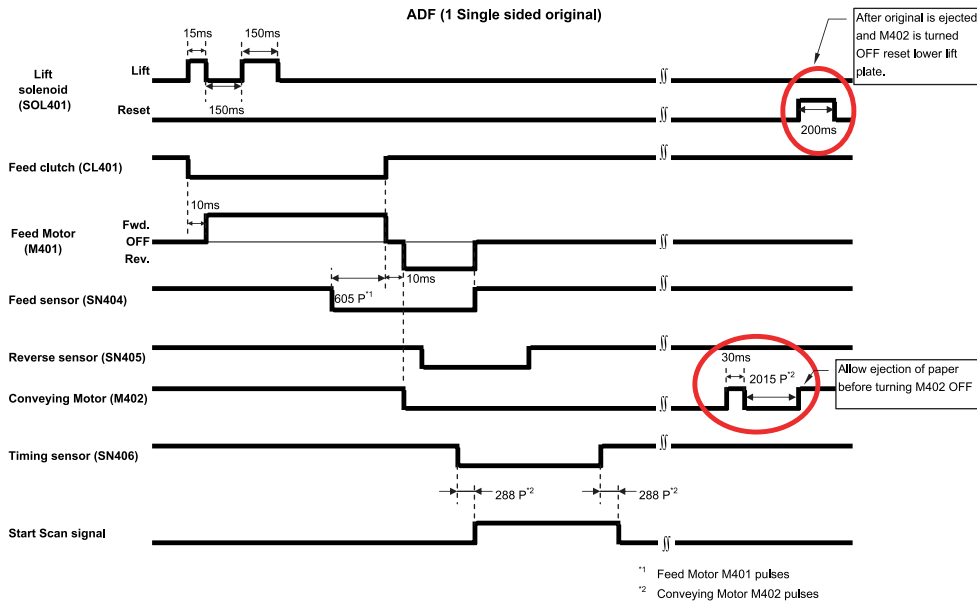 ADF (1 Single sided original)
15ms
150ms
Lift
Lift
solenoid
(SOL401)
150ms
Reset
After original is ejected
and M402 is turned
OFF reset lower lift
plate.
200ms
Feed clutch (CL401)
10ms
Fwd.
Feed Motor
(M401)
OFF
Rev.
10ms
605 P*1
Feed sensor (SN404)
Reverse sensor (SN405)
30ms
2015 P*2
Allow ejection of paper
before turning M402 OFF
Conveying Motor (M402)
Timing sensor (SN406)
288 P*2
288 P*2
Start Scan signal
*1 Feed Motor M401 pulses
*2 Conveying Motor M402 pulses